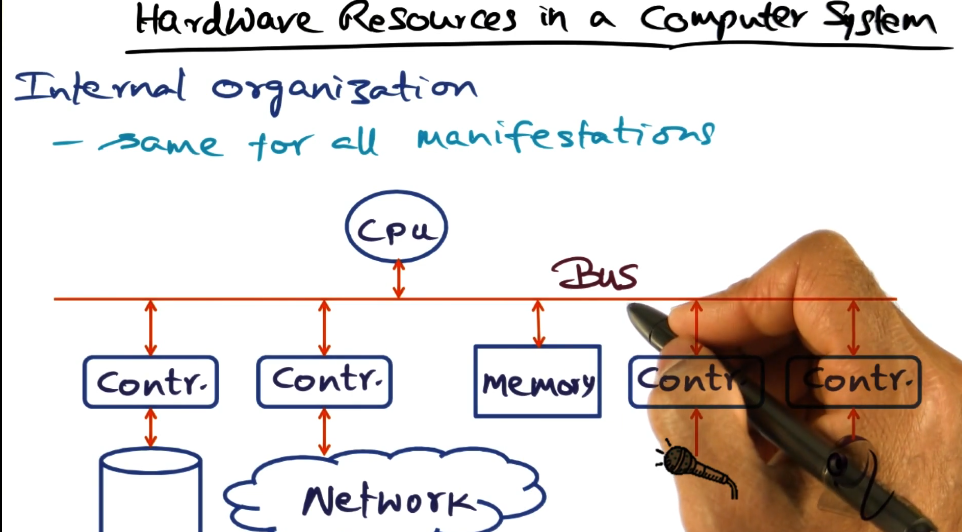 Hardware Resources in a Computer System
Internal organization
- same for all manifestations
Cpu
Bus
Contr.
Contr.
Memory
Contr.
Contr.
Network